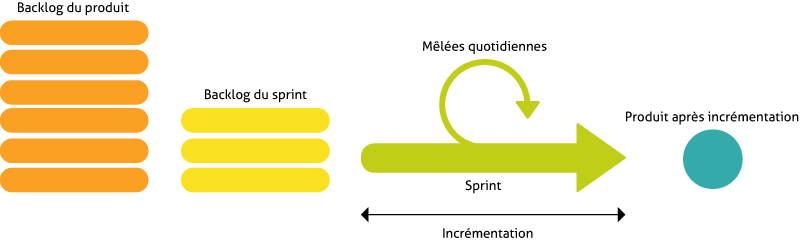 Backlog du produit
Backlog du sprint
Mêlées quotidiennes
Produit après incrémentation
Sprint
Incrémentation